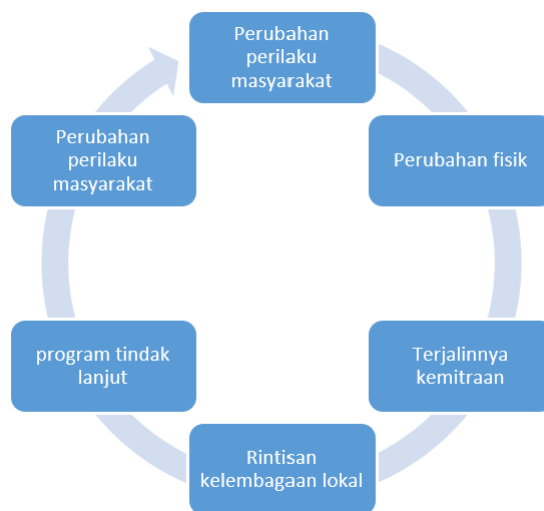 Perubahan
perilaku
masyarakat
Perubahan fisik
Terjalinnya
kemitraan
Rintisan
kelembagaan lokal
program tindak
lanjut
Perubahan
perilaku
masyarakat